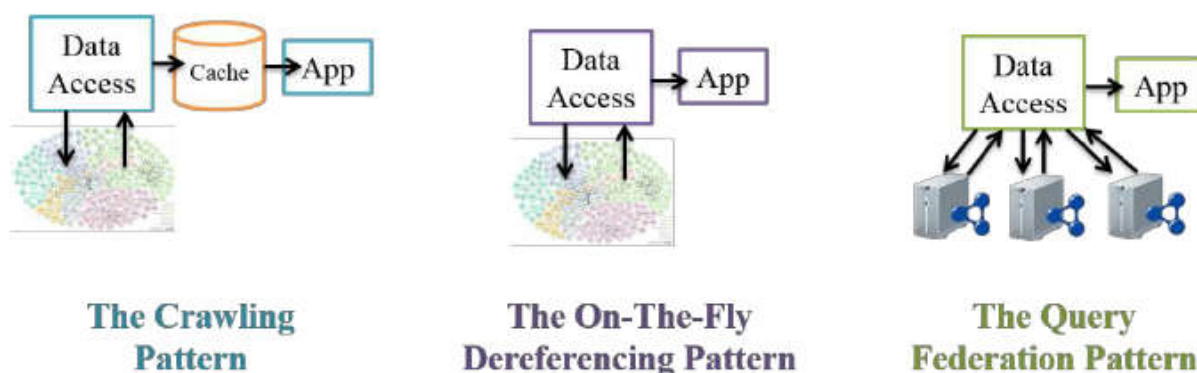 Data
Access
Cache
App
The Crawling
Pattern
Data
Access
App
The On-The-Fly
Dereferencing Pattern
Data
Access
App
The Query
Federation Pattern